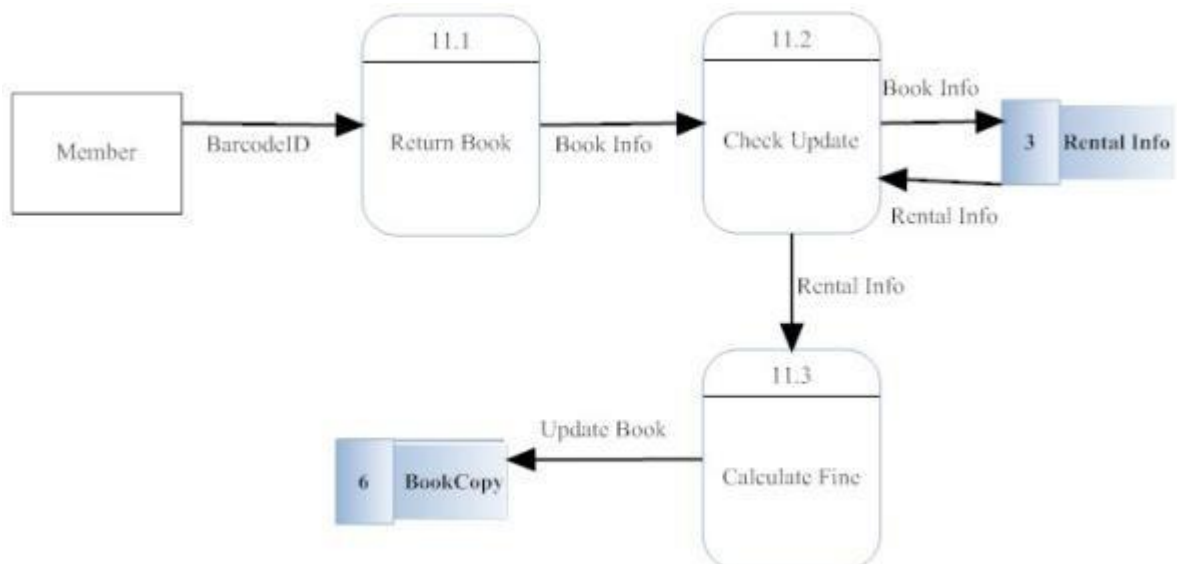 11.1
11.2
Member
BarcodeID
Return Book
Book Info
Check Update
Book Info
3
Rental Info
Rental Info
Rental Info
11.3
Update Book
6
BookCopy
Calculate Fine